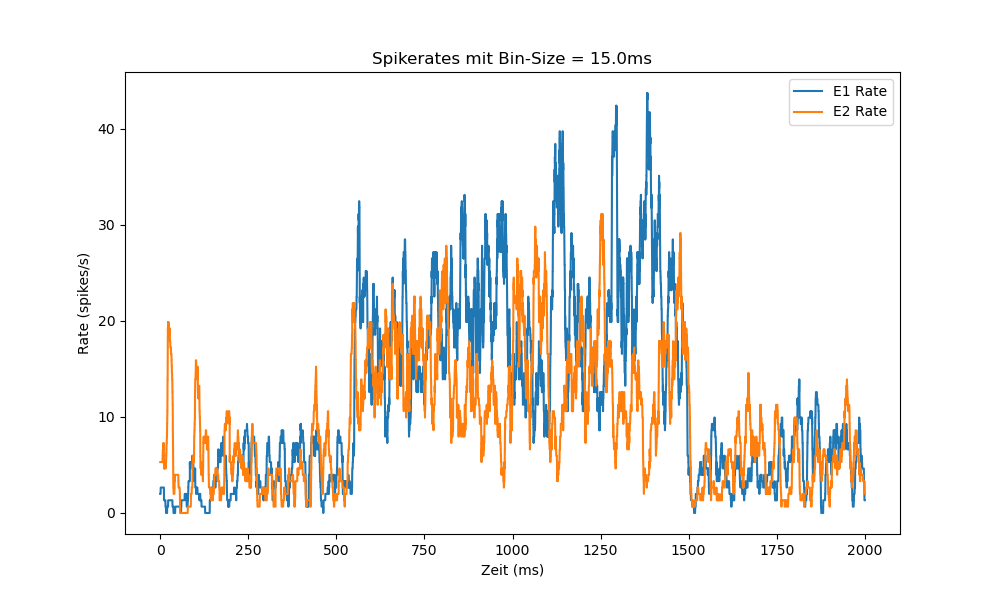 Spikerates mit Bin-Size = 15.0ms
E1 Rate
E2 Rate
Rate (spikes/s)
40
30
20
10
0
0 250 500 750 1000 1250 1500 1750 2000
Zeit (ms)